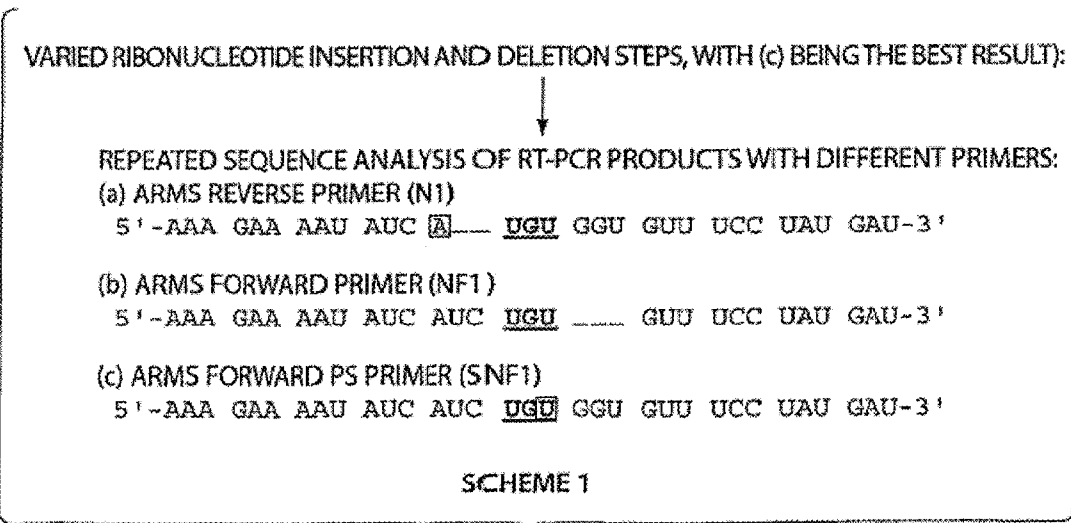 VARIED RIBONUCLEOTIDE INSERTION AND DELETION STEPS, WITH (c) BEING THE BEST RESULT):
REPEATED SEQUENCE ANALYSIS OF RT-PCR PRODUCTS WITH DIFFERENT PRIMERS:
(a) ARMS REVERSE PRIMER (N1)
5'-AAA GAA AAU AUC A__ UGU GGU GUU UCC UAU GAU-3'
(b) ARMS FORWARD PRIMER (NF1)
5'-AAA GAA AAU AUC AUC UGU ___ GUU UCC UAU GAU-3'
(c) ARMS FORWARD PS PRIMER (SNF1)
5'-AAA GAA AAU AUC AUC UGU GGU GUU UCC UAU GAU-3'
SCHEME 1